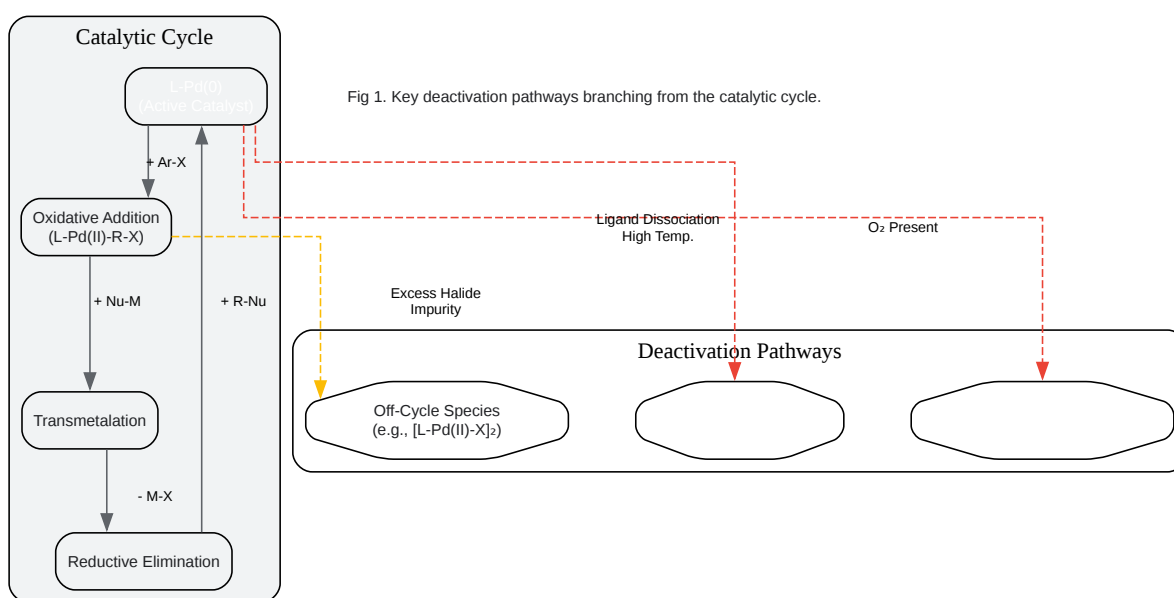 Catalytic Cycle
L-Pd(0)
(Active Catalyst)
Fig 1. Key deactivation pathways branching from the catalytic cycle.
+ Ar-X
Oxidative Addition
(L-Pd(II)-R-X)
Ligand Dissociation
High Temp.
O₂ Present
+ Nu-M
+ R-Nu
Excess Halide
Impurity
Deactivation Pathways
Transmetalation
Off-Cycle Species
(e.g., [L-Pd(II)-X]₂)
- M-X
Reductive Elimination